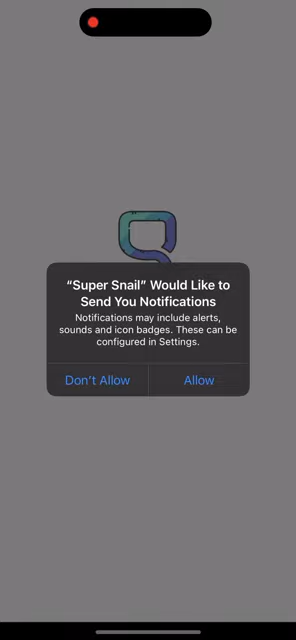 “Super Snail” Would Like to
Send You Notifications
Notifications may include alerts,
sounds and icon badges. These can be
configured in Settings.
Don’t Allow
Allow